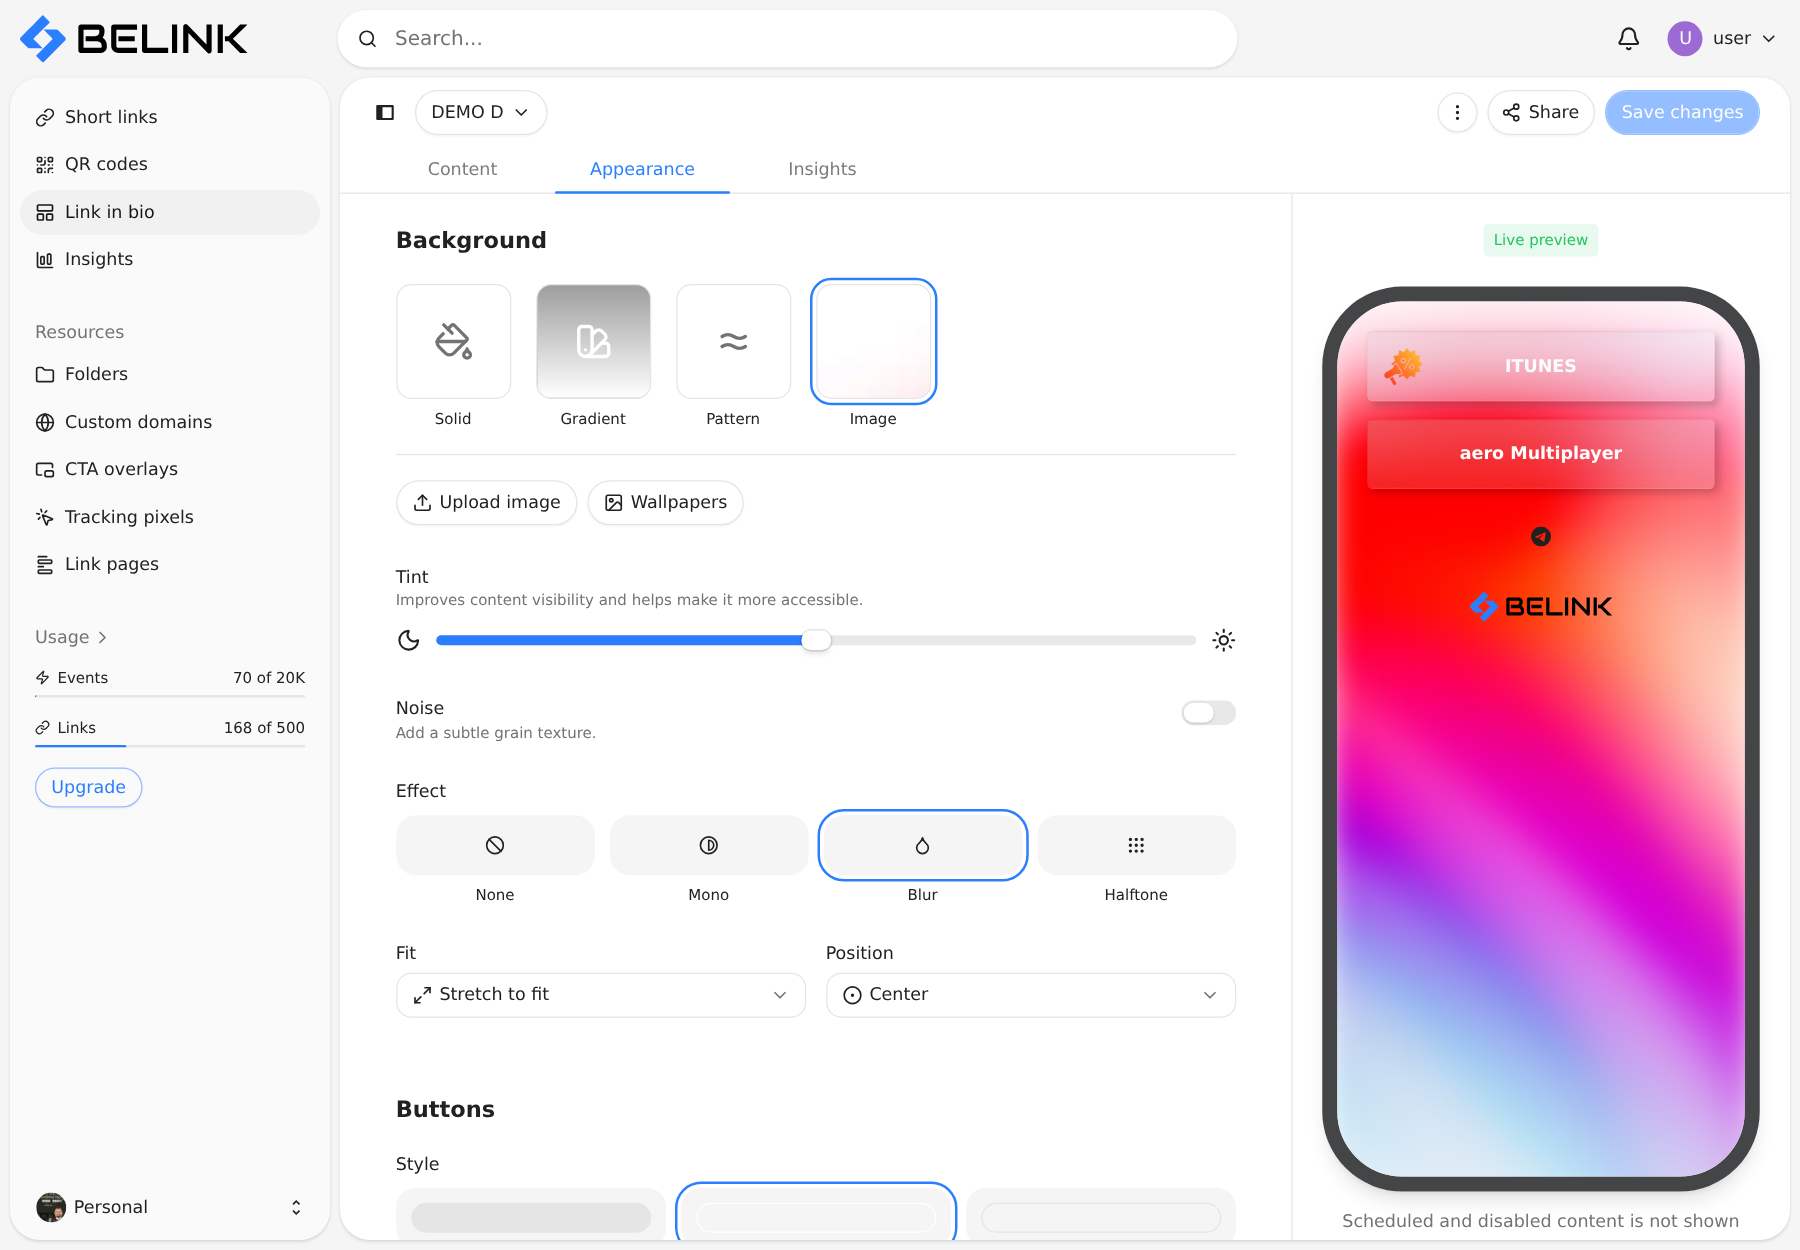 BELINK
Search...
U
user
Short links
QR codes
Link in bio
Insights
Resources
Folders
Custom domains
CTA overlays
Tracking pixels
Link pages
Usage
Events
70 of 20K
Links
168 of 500
Upgrade
Personal
DEMO D
Share
Save changes
Content
Appearance
Insights
Background
Solid
Gradient
Pattern
Image
Upload image
Wallpapers
Tint
Improves content visibility and helps make it more accessible.
Noise
Add a subtle grain texture.
Effect
None
Mono
Blur
Halftone
Fit
Position
Stretch to fit
Center
Buttons
Style
Live preview
%
ITUNES
aero Multiplayer
BELINK
Scheduled and disabled content is not shown